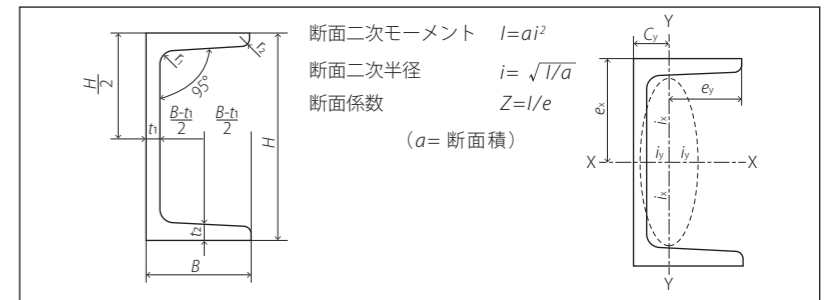 断面二次モーメント I=ai²
断面二次半径 i= √I/a
断面係数 Z=I/e
(a= 断面積)
H/2
r₁
r₂
95°
t₁
B-t₁/2
B-t₁/2
H
t₂
B
Y
Cy
ey
ex
ix
iy
iy
X
X
ix
Y